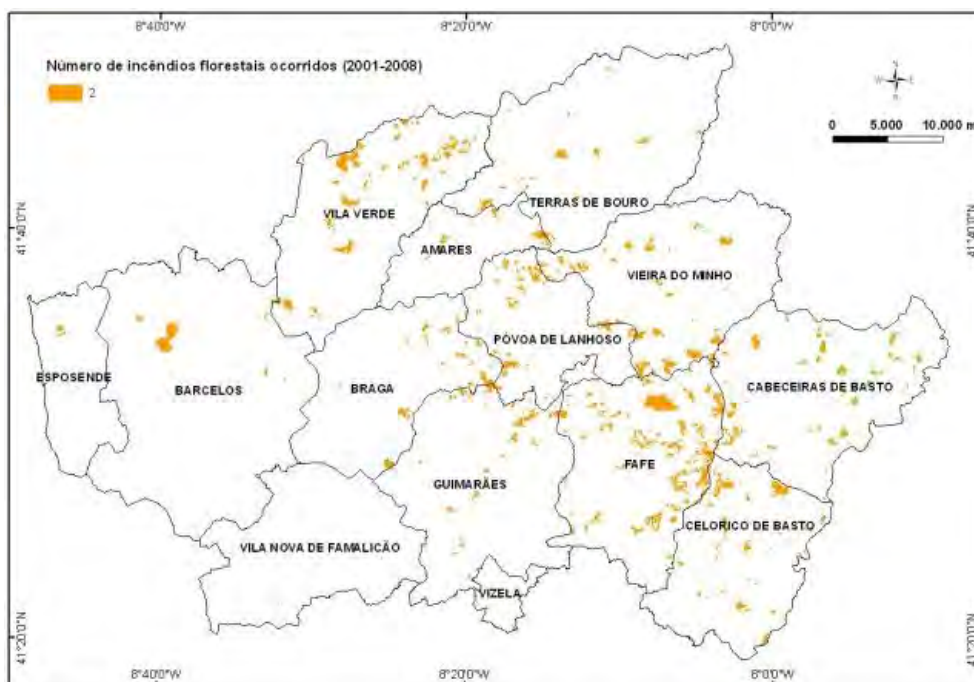 8°40'0"W
8°20'0"W
8°0'0"W
Número de incêndios florestais ocorridos (2001-2008)
2
N
W E
S
0 5.000 10.000 m
TERRAS DE BOURO
VILA VERDE
41°40'0"N
41°40'0"N
AMARES
VIEIRA DO MINHO
PÓVOA DE LANHOSO
ESPOSENDE
BARCELOS
BRAGA
CABECEIRAS DE BASTO
FAFE
GUIMARÃES
CELORICO DE BASTO
VILA NOVA DE FAMALICÃO
VIZELA
41°20'0"N
41°20'0"N
8°40'0"W
8°20'0"W
8°0'0"W